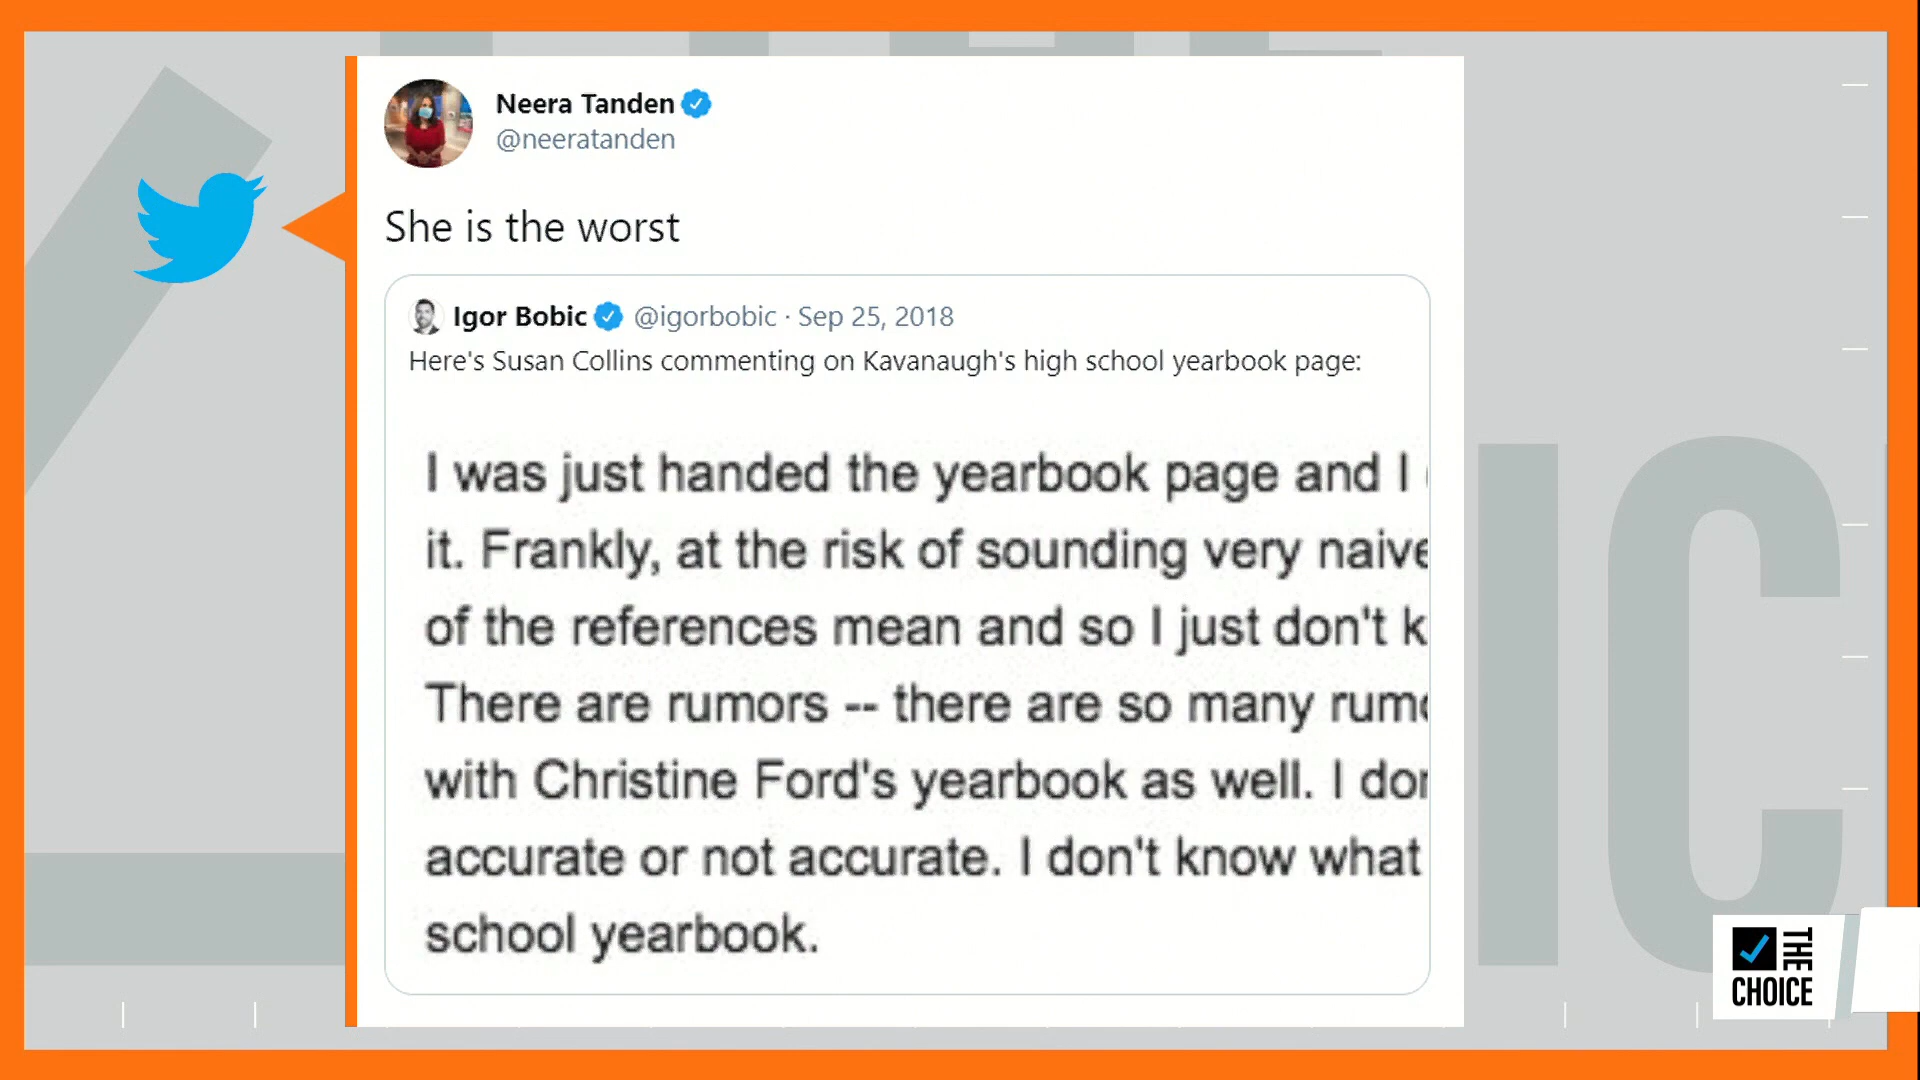 Neera Tanden
@neeratanden
She is the worst
Igor Bobic @igorbobic · Sep 25, 2018
Here's Susan Collins commenting on Kavanaugh's high school yearbook page:
I was just handed the yearbook page and I
it. Frankly, at the risk of sounding very naive
of the references mean and so I just don't k
There are rumors -- there are so many rumo
with Christine Ford's yearbook as well. I don
accurate or not accurate. I don't know what
school yearbook.
IC
THE
CHOICE